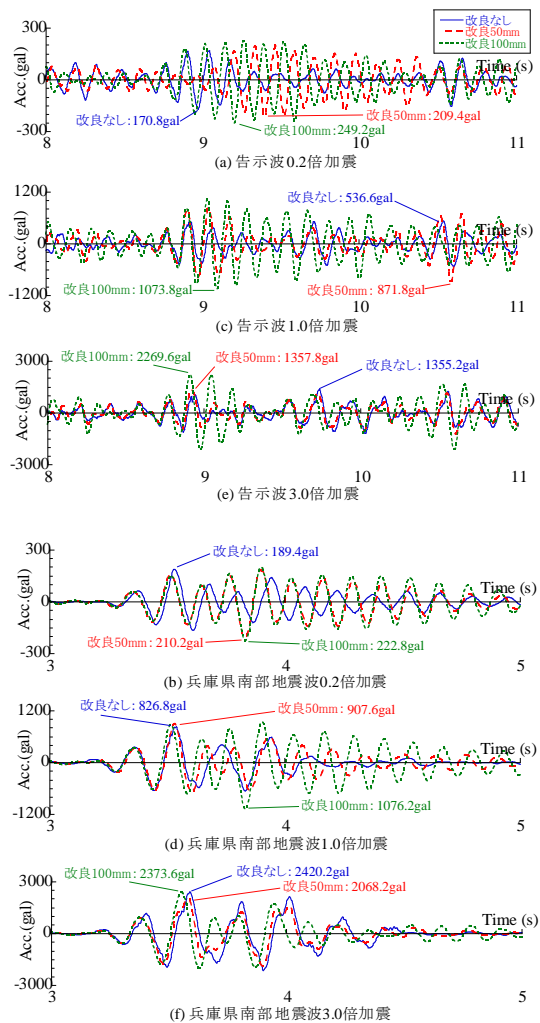 300
改良なし
改良50mm
改良100mm
Acc.(gal)
Time (s)
0
-300
改良なし: 170.8gal
改良100mm: 249.2gal
改良50mm: 209.4gal
8 9 10 11
(a) 告示波0.2倍加震
1200
改良なし: 536.6gal
Acc.(gal)
Time (s)
0
-1200
改良100mm: 1073.8gal
改良50mm: 871.8gal
8 9 10 11
(c) 告示波1.0倍加震
3000
改良100mm: 2269.6gal
改良50mm: 1357.8gal
改良なし: 1355.2gal
Acc.(gal)
Time (s)
0
-3000
8 9 10 11
(e) 告示波3.0倍加震
300
改良なし: 189.4gal
Acc.(gal)
Time (s)
0
-300
改良50mm: 210.2gal
改良100mm: 222.8gal
3 4 5
(b) 兵庫県南部地震波0.2倍加震
1200
改良なし: 826.8gal
改良50mm: 907.6gal
Acc.(gal)
Time (s)
0
-1200
改良100mm: 1076.2gal
3 4 5
(d) 兵庫県南部地震波1.0倍加震
3000
改良100mm: 2373.6gal
改良なし: 2420.2gal
改良50mm: 2068.2gal
Acc.(gal)
Time (s)
0
-3000
3 4 5
(f) 兵庫県南部地震波3.0倍加震